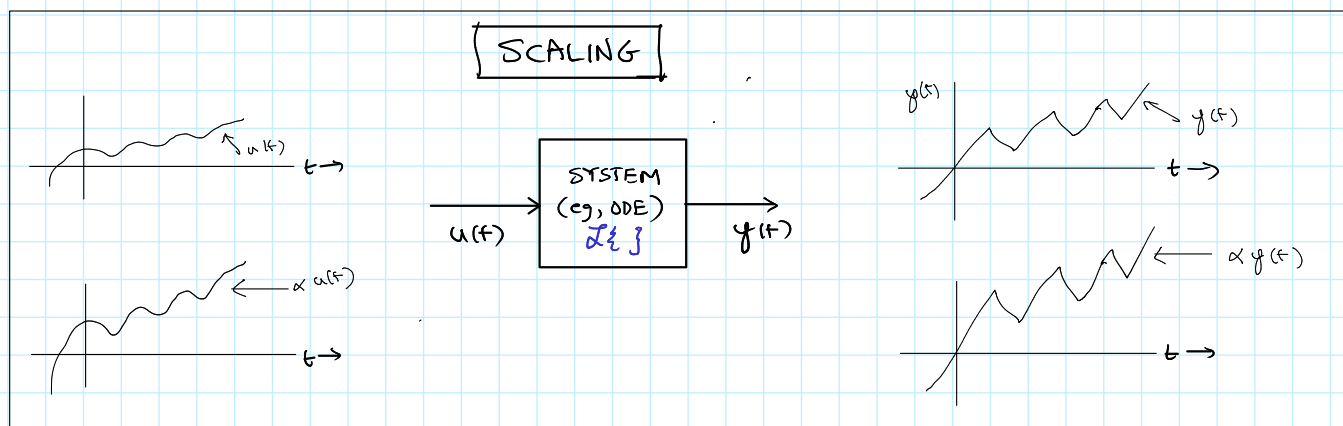 SCALING
u(t)
t→
∝ u(t)
t→
SYSTEM
(eg, ODE)
ℒ{ }
u(t)
y(t)
y(t)
y(t)
t→
∝ y(t)
t→